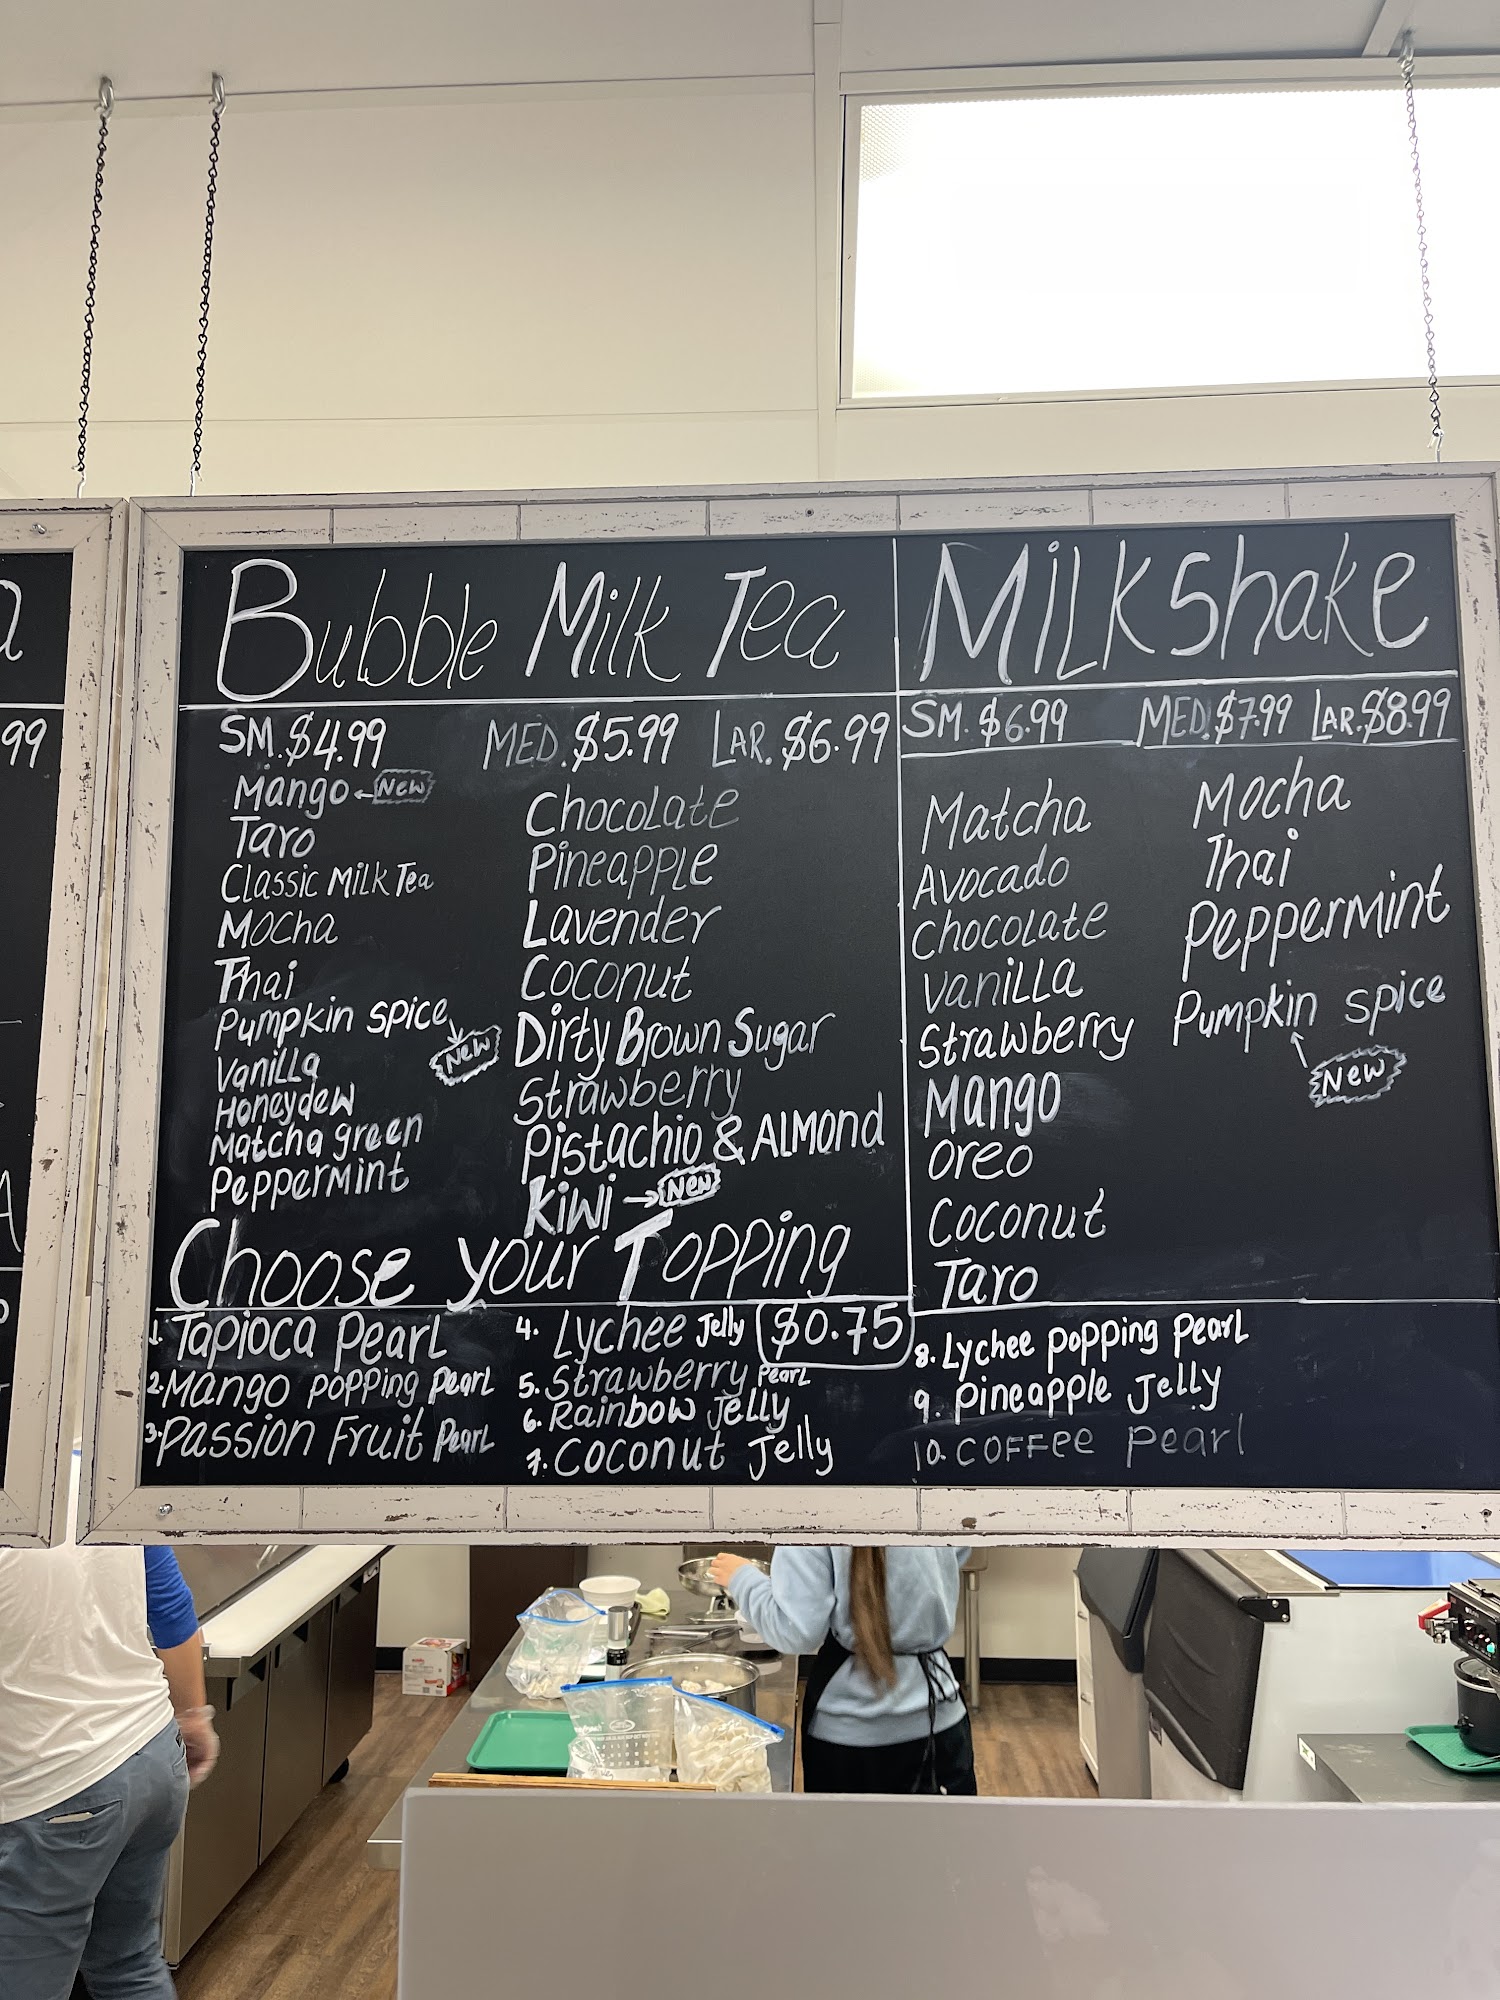 Bubble Milk Tea
SM. $4.99 MED. $5.99 LAR. $6.99
Mango New
Taro
Classic Milk Tea
Mocha
Thai
Pumpkin spice
New
Vanilla
Honeydew
Matcha green
Peppermint
Chocolate
Pineapple
Lavender
Coconut
Dirty Brown Sugar
Strawberry
Pistachio & ALMOND
Kiwi New
Milkshake
SM. $6.99 MED. $7.99 LAR. $8.99
Matcha
Avocado
Chocolate
Vanilla
Strawberry
Mango
Oreo
Coconut
Taro
Mocha
Thai
Peppermint
Pumpkin spice
New
Choose your Topping
$0.75
1. Tapioca Pearl
2. Mango popping Pearl
3. Passion Fruit Pearl
4. Lychee Jelly
5. Strawberry Pearl
6. Rainbow Jelly
7. Coconut Jelly
8. Lychee popping Pearl
9. Pineapple Jelly
10. COFFee pearl
a
99